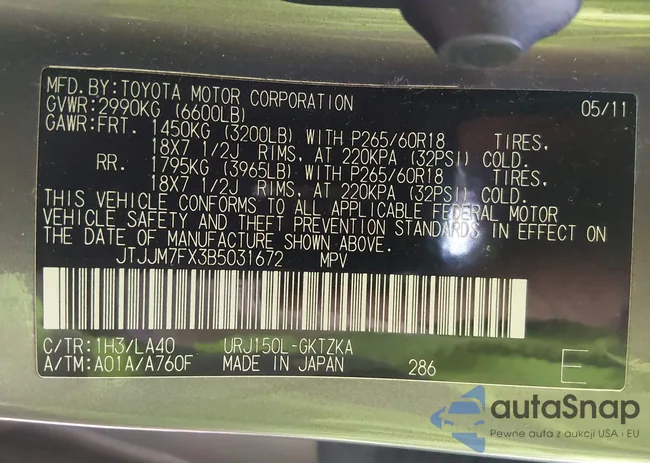 MFD.BY:TOYOTA MOTOR CORPORATION 05/11
GVWR:2990KG (6600LB)
GAWR:FRT. 1450KG (3200LB) WITH P265/60R18 TIRES.
18X7 1/2J RIMS, AT 220KPA (32PSI) COLD.
RR. 1795KG (3965LB) WITH P265/60R18 TIRES.
18X7 1/2J RIMS, AT 220KPA (32PSI) COLD.
THIS VEHICLE CONFORMS TO ALL APPLICABLE FEDERAL MOTOR
VEHICLE SAFETY AND THEFT PREVENTION STANDARDS IN EFFECT ON
THE DATE OF MANUFACTURE SHOWN ABOVE.
JTJJM7FX3B5031672 MPV
C/TR:1H3/LA40 URJ150L-GKTZKA
A/TM:A01A/A760F MADE IN JAPAN 286 E
autaSnap
Pewne auta z aukcji USA i EU